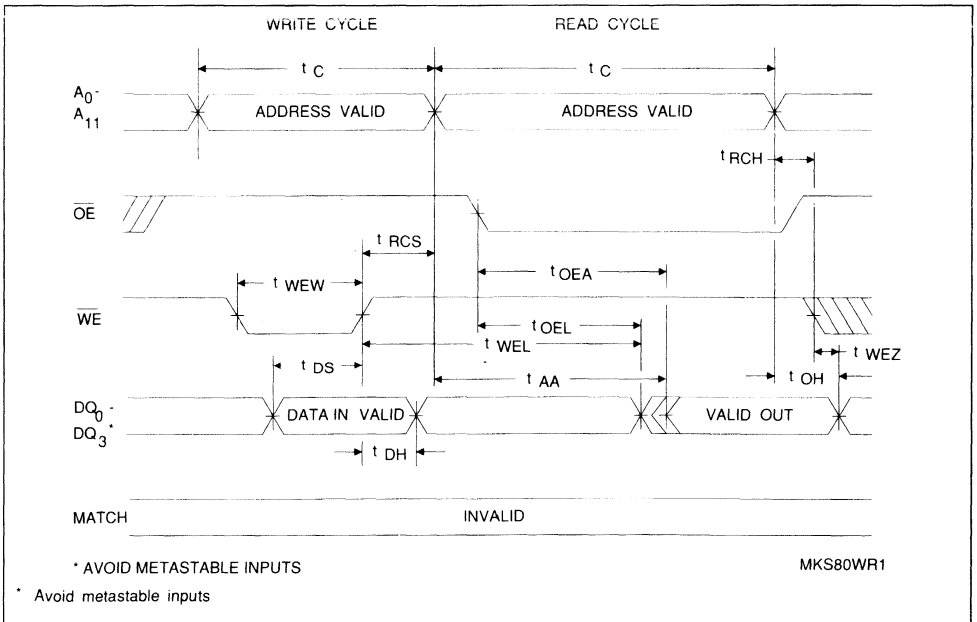 WRITE CYCLE READ CYCLE
t C t C
A0-
A11
ADDRESS VALID ADDRESS VALID
t RCH
OE
t RCS
t WEW
t OEA
WE
t OEL
t WEL
t WEZ
t DS
t AA
t OH
DQ0-
DQ3*
DATA IN VALID VALID OUT
t DH
MATCH INVALID
* AVOID METASTABLE INPUTS MKS80WR1
* Avoid metastable inputs